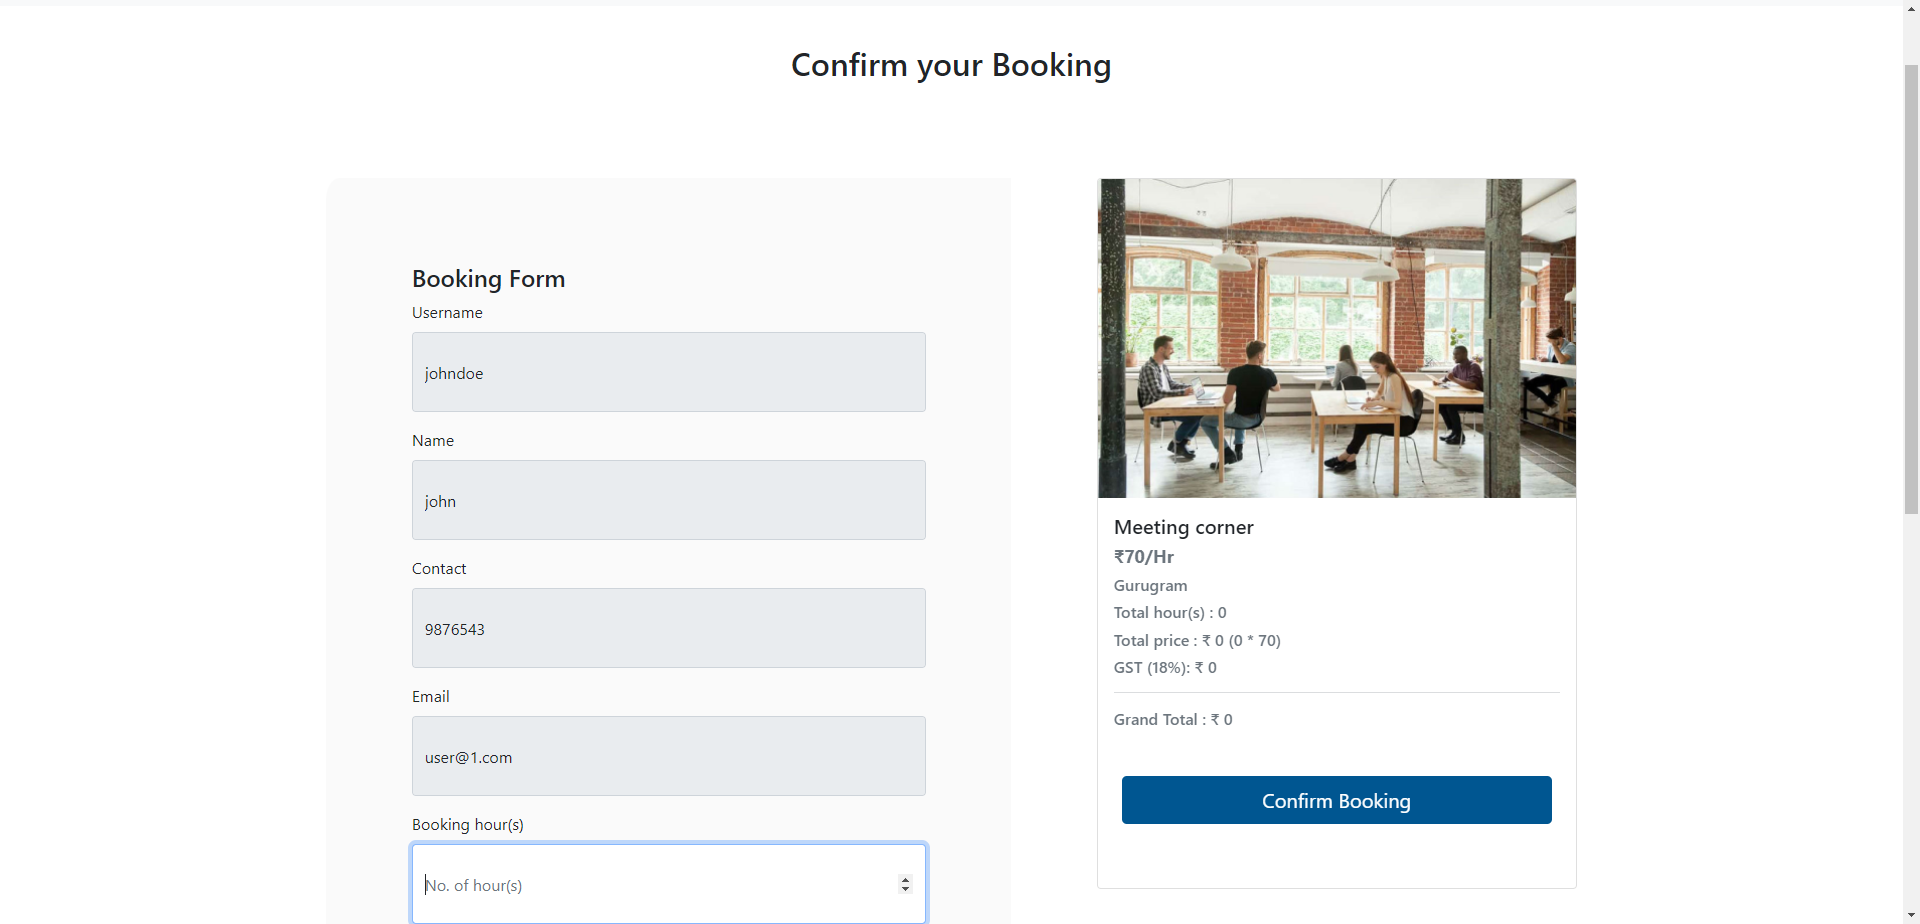 Confirm your Booking
Booking Form
Username
johndoe
Name
john
Contact
9876543
Email
user@1.com
Booking hour(s)
No. of hour(s)
Meeting corner
₹70/Hr
Gurugram
Total hour(s) : 0
Total price : ₹ 0 (0 * 70)
GST (18%): ₹ 0
Grand Total : ₹ 0
Confirm Booking